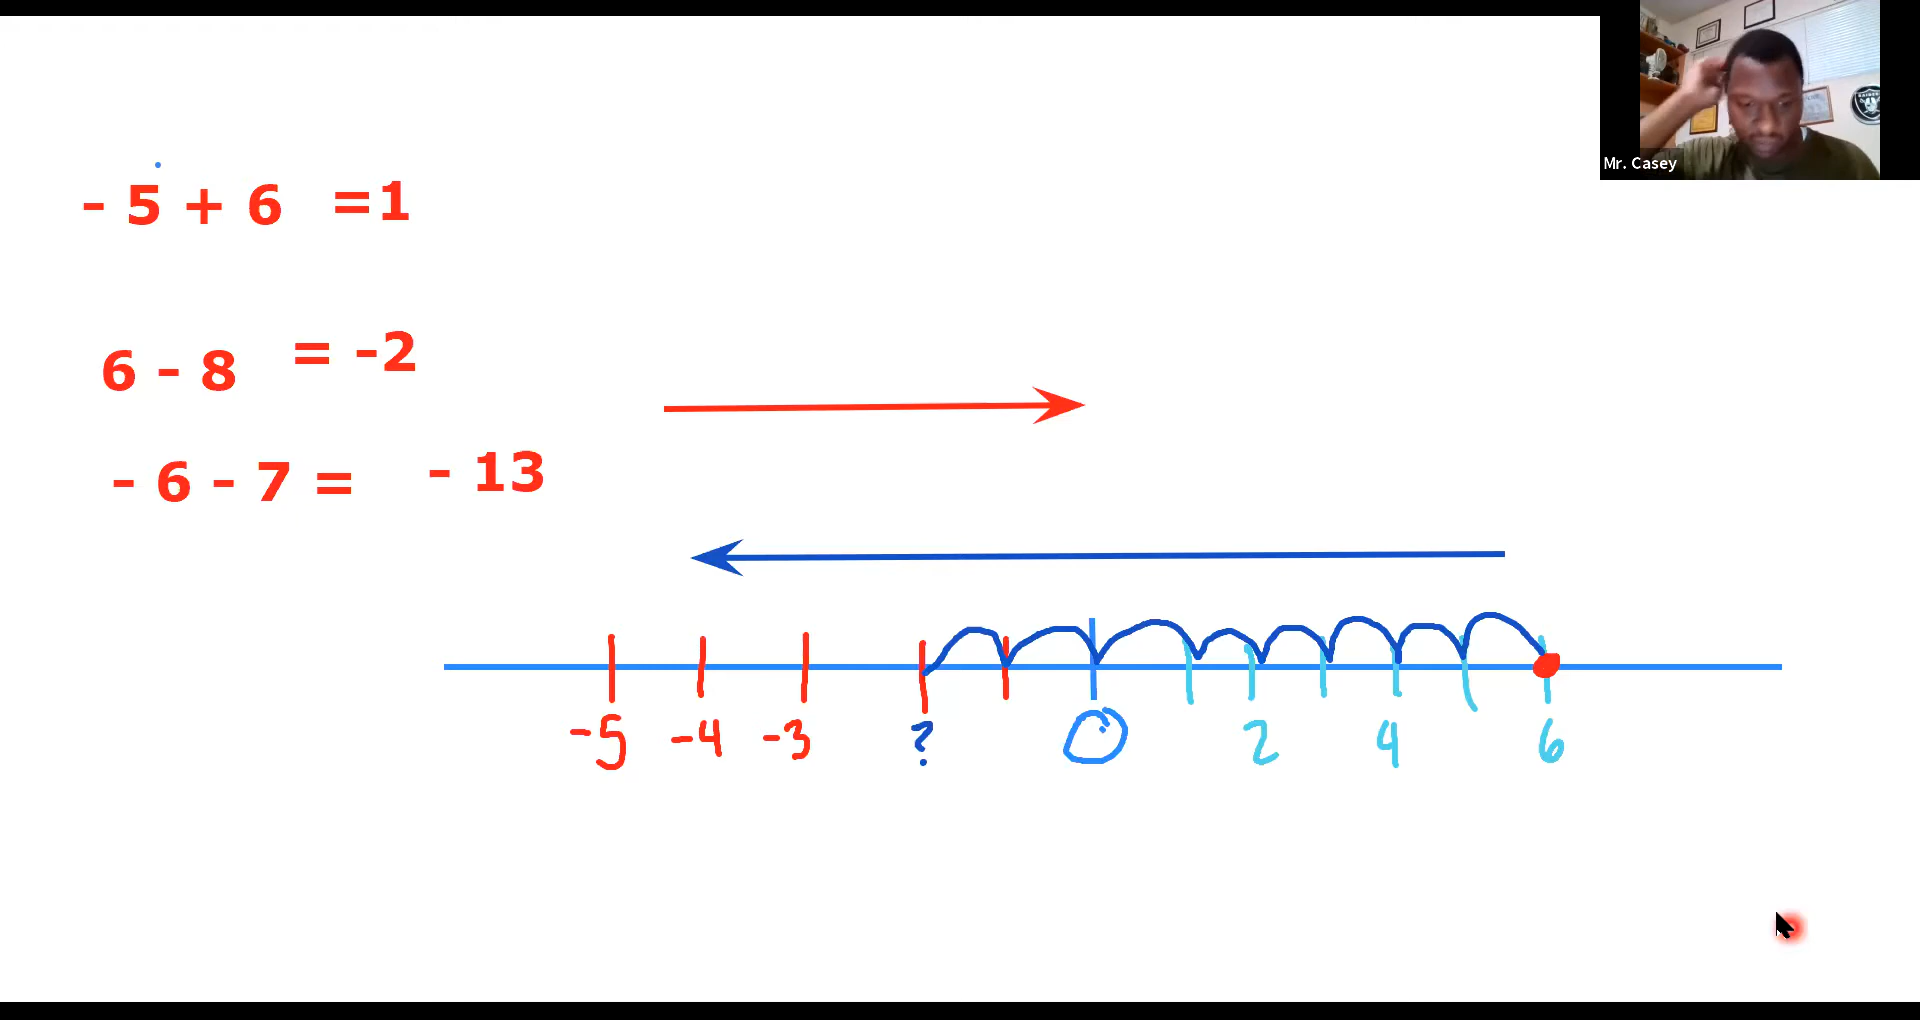 Mr. Casey
- 5 + 6 =1
6 - 8 = -2
- 6 - 7 = - 13
-5 -4 -3 ? 0 2 4 6